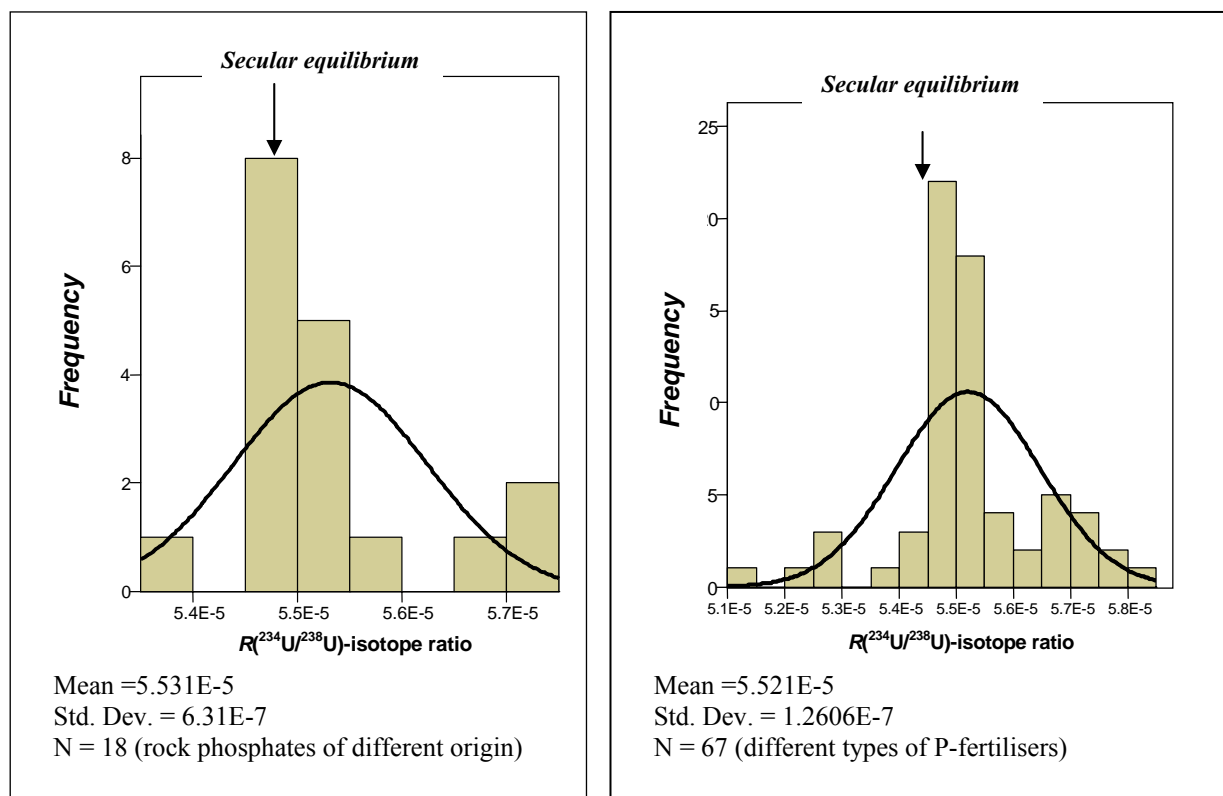 Secular equilibrium
8
6
4
2
0
Frequency
5.4E-5 5.5E-5 5.6E-5 5.7E-5
R(²³⁴U/²³⁸U)-isotope ratio
Mean =5.531E-5
Std. Dev. = 6.31E-7
N = 18 (rock phosphates of different origin)
Secular equilibrium
25
0
5
0
5
0
Frequency
5.1E-5 5.2E-5 5.3E-5 5.4E-5 5.5E-5 5.6E-5 5.7E-5 5.8E-5
R(²³⁴U/²³⁸U)-isotope ratio
Mean =5.521E-5
Std. Dev. = 1.2606E-7
N = 67 (different types of P-fertilisers)